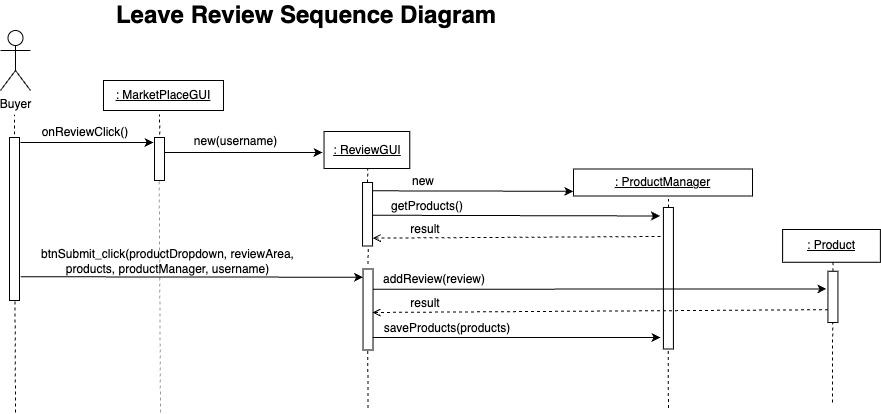 Leave Review Sequence Diagram
Buyer
: MarketPlaceGUI
onReviewClick()
new(username)
: ReviewGUI
new
: ProductManager
getProducts()
result
: Product
btnSubmit_click(productDropdown, reviewArea,
products, productManager, username)
addReview(review)
result
saveProducts(products)